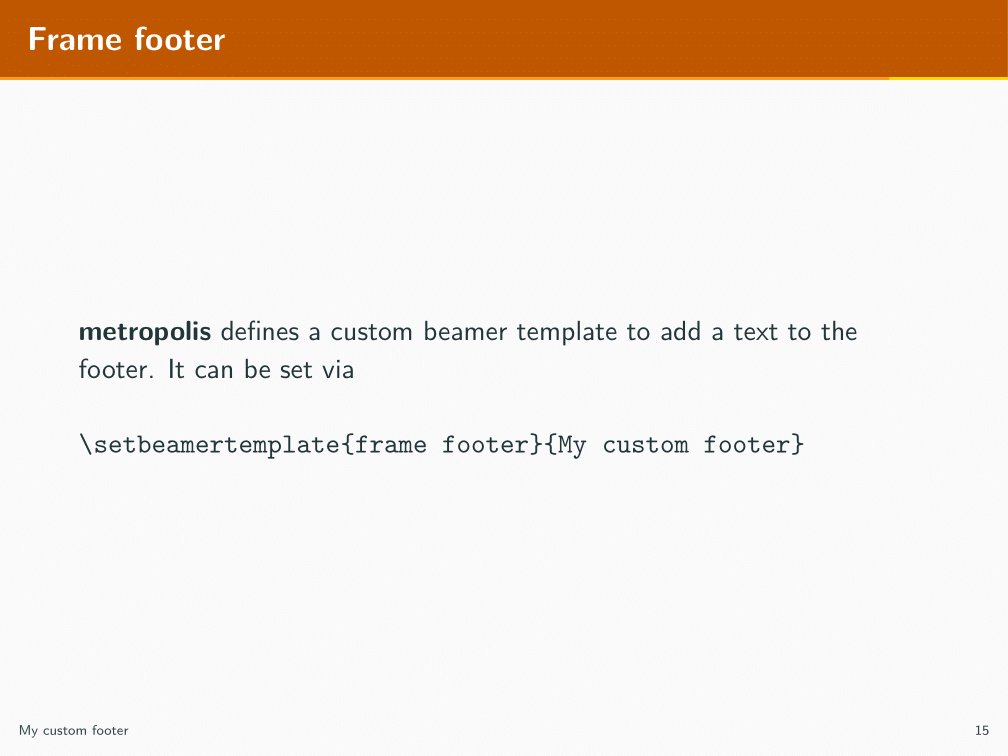 Frame footer
metropolis defines a custom beamer template to add a text to the
footer. It can be set via
\setbeamertemplate{frame footer}{My custom footer}
My custom footer
15